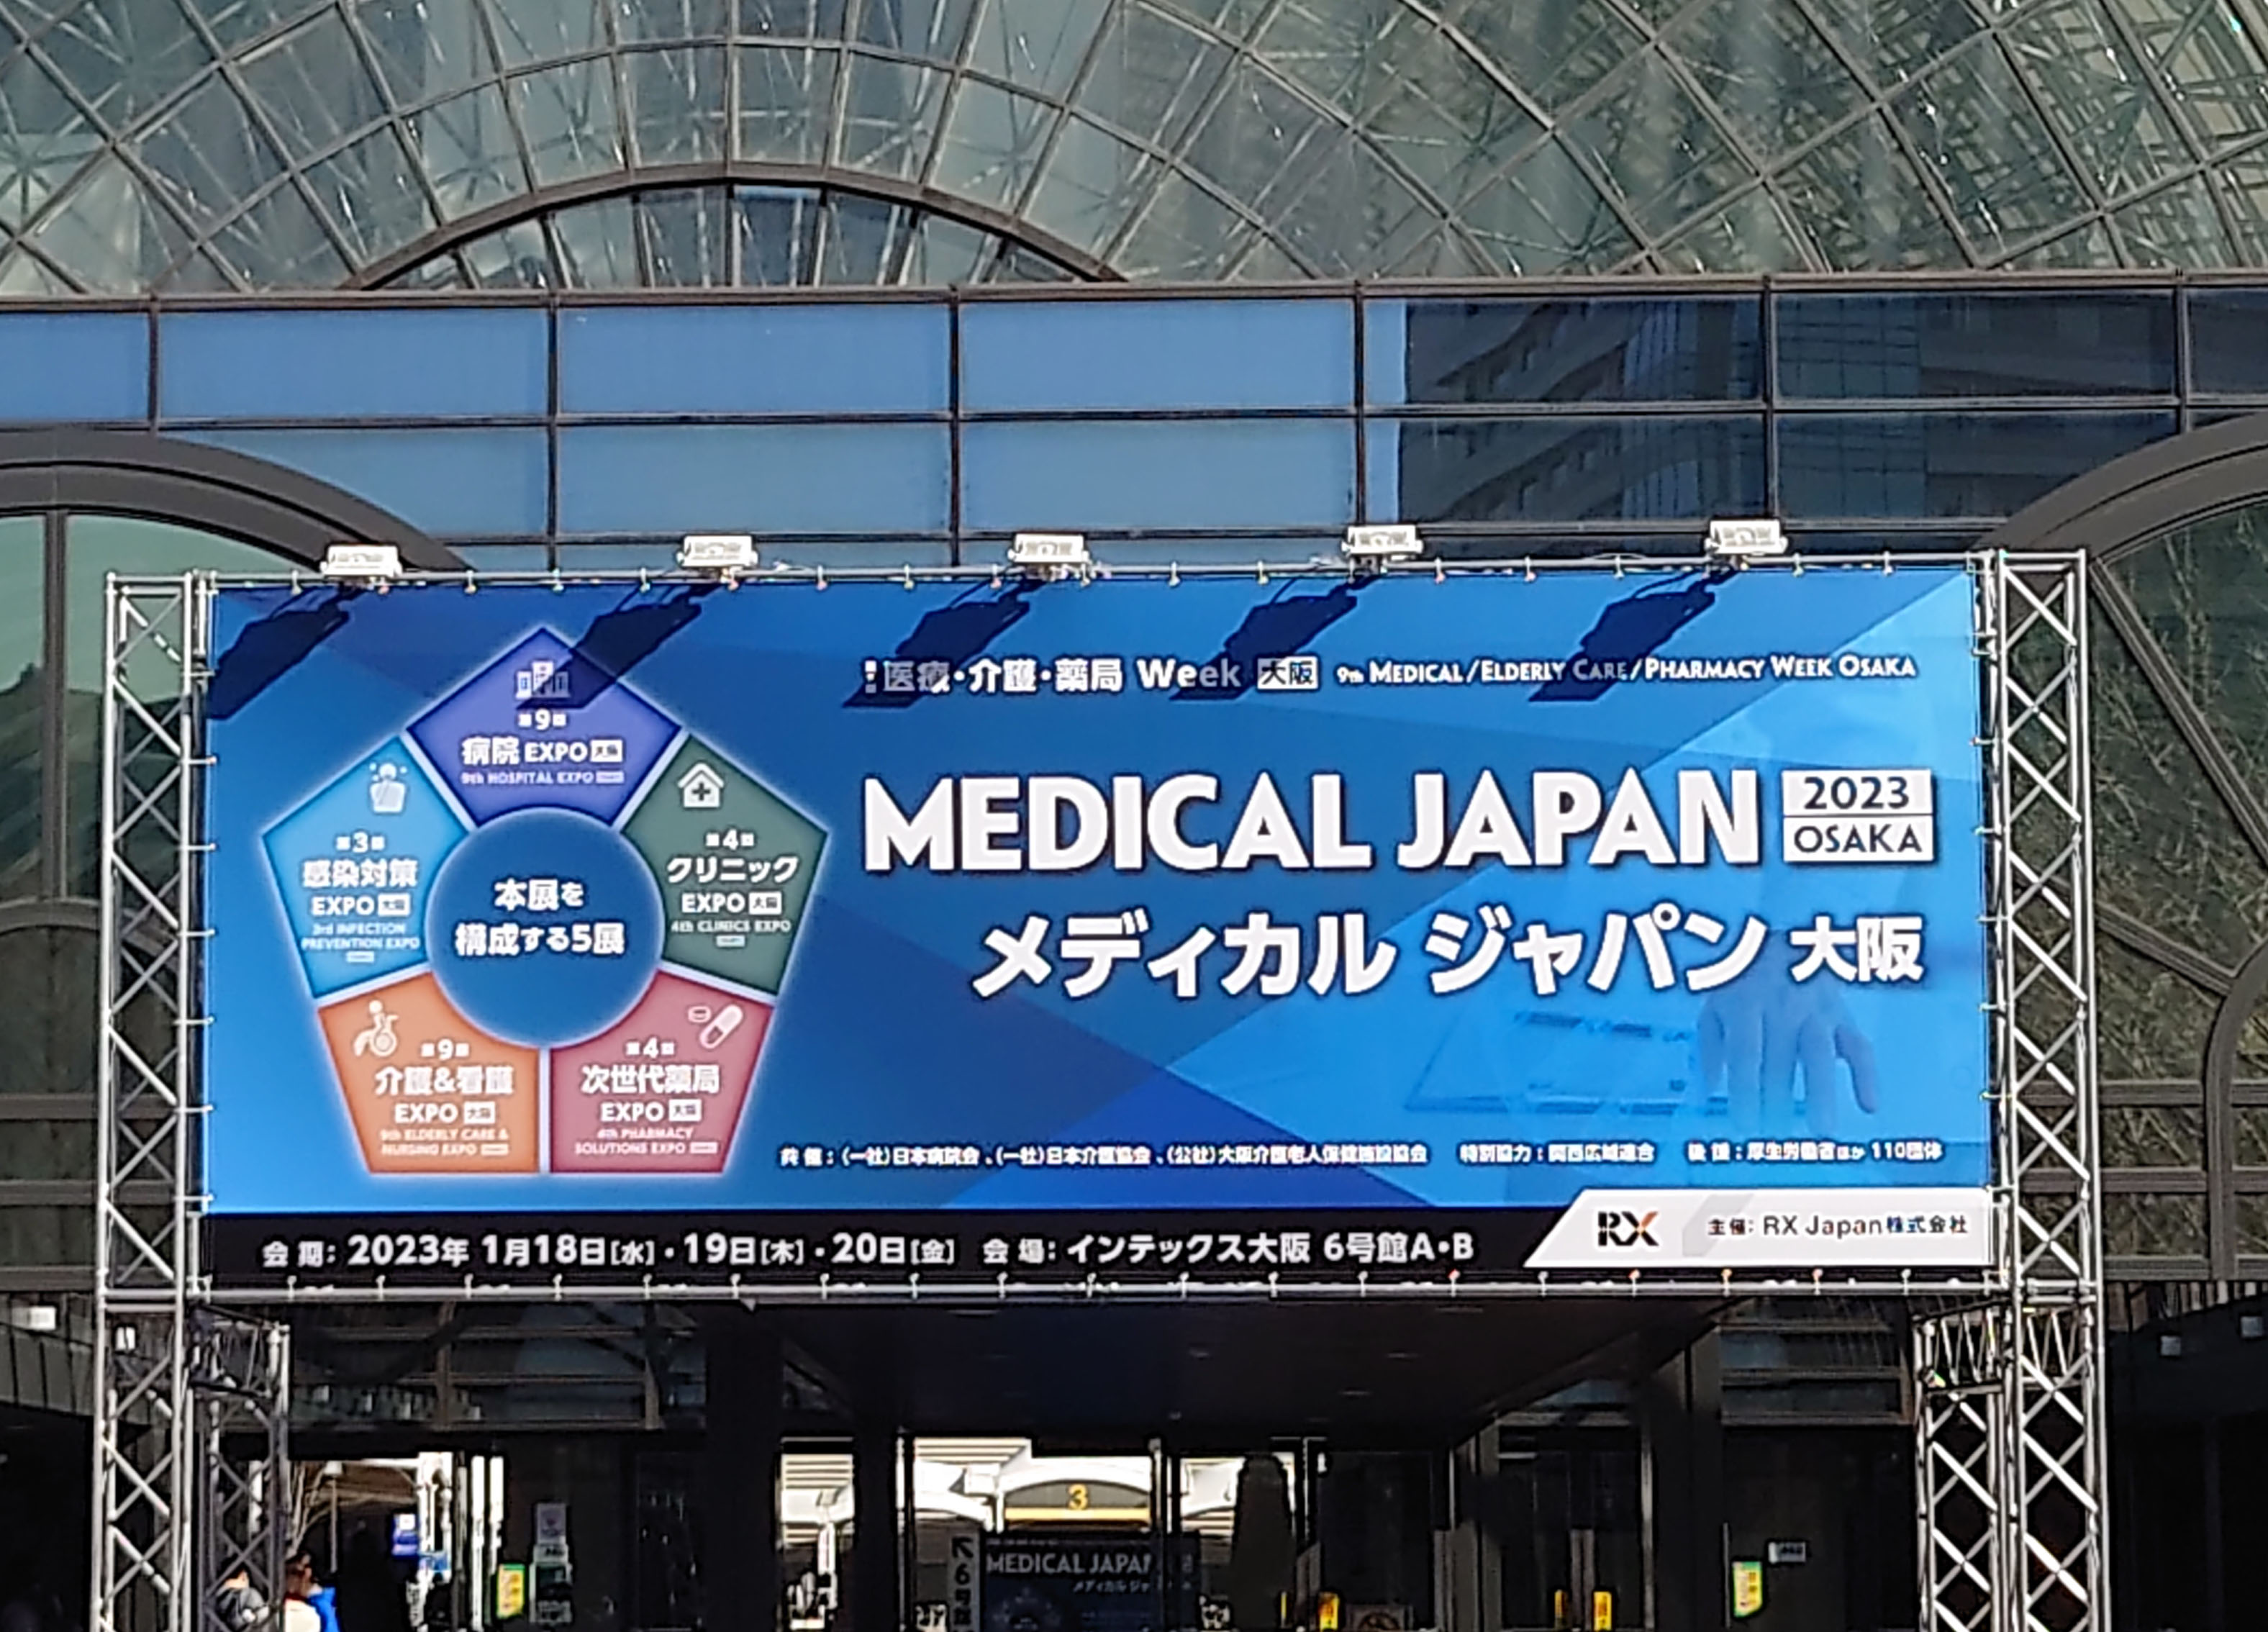 第9回 医療・介護・薬局 Week 大阪 9th MEDICAL/ELDERLY CARE/PHARMACY WEEK OSAKA
MEDICAL JAPAN 2023 OSAKA
メディカル ジャパン 大阪
第9回
病院 EXPO 大阪
9th HOSPITAL EXPO
第3回
感染対策
EXPO 大阪
3rd INFECTION
PREVENTION EXPO
第4回
クリニック
EXPO 大阪
4th CLINICS EXPO
本展を
構成する5展
第9回
介護&看護
EXPO 大阪
9th ELDERLY CARE &
NURSING EXPO
第4回
次世代薬局
EXPO 大阪
4th PHARMACY
SOLUTIONS EXPO
共 催:(一社)日本病院会、(一社)日本介護協会、(公社)大阪介護老人保健施設協会 特別協力:関西広域連合 後 援:厚生労働省ほか 110団体
会 期: 2023年 1月18日[水]・19日[木]・20日[金] 会 場: インテックス大阪 6号館A・B
RX 主催: RX Japan株式会社
3
MEDICAL JAPAN
メディカル ジャ